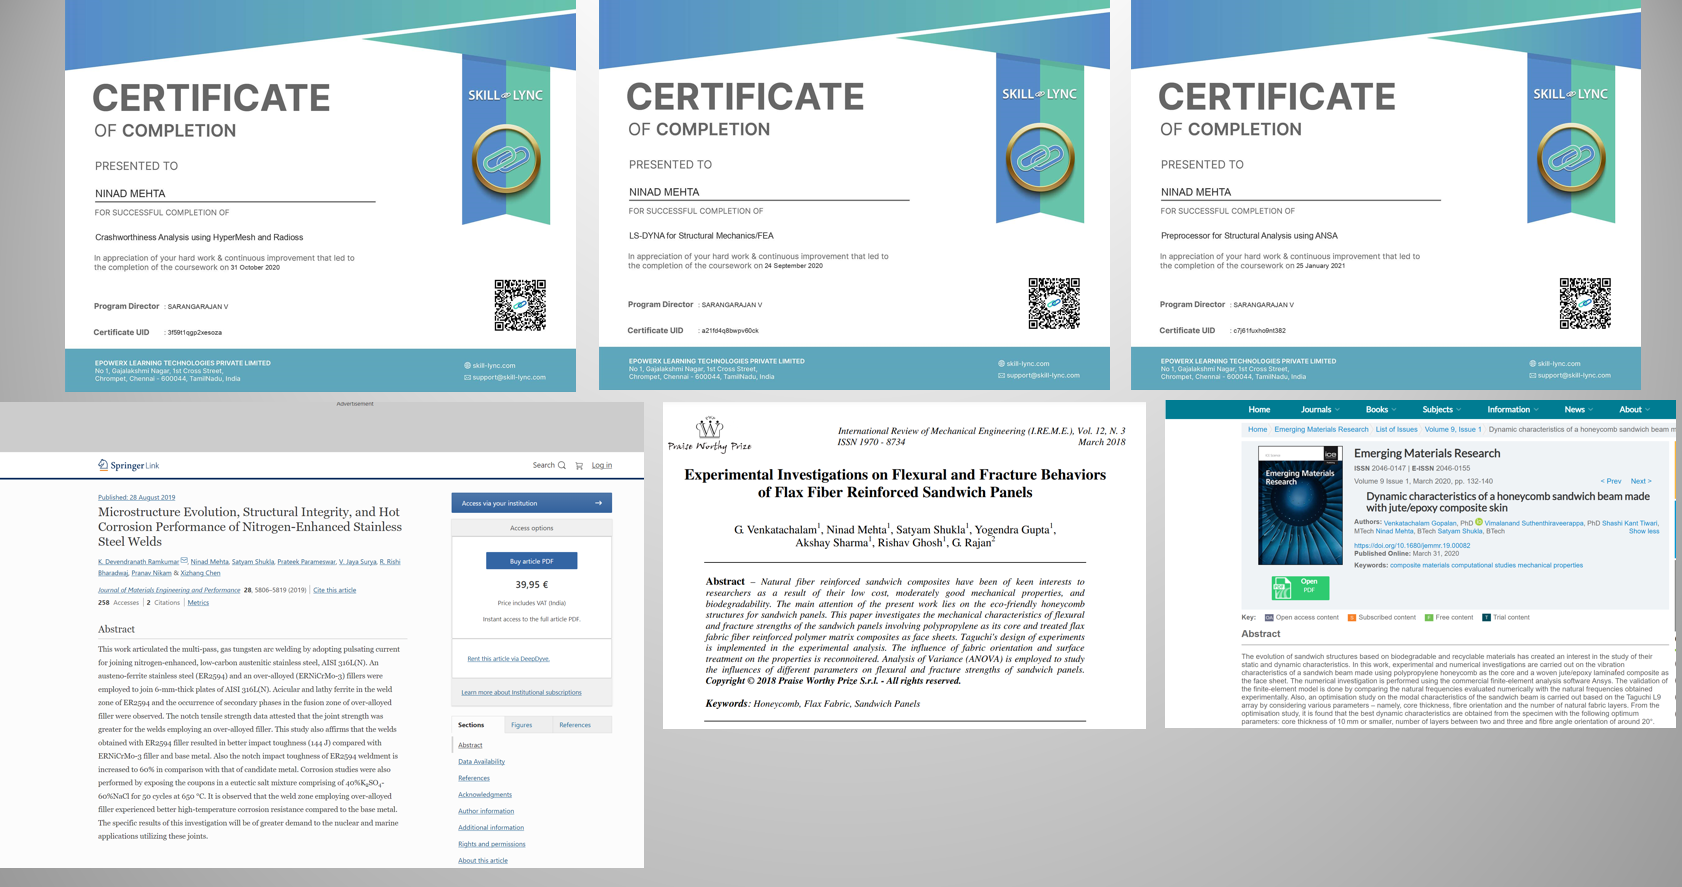 CERTIFICATE
OF COMPLETION
SKILL LYNC
PRESENTED TO
NINAD MEHTA
FOR SUCCESSFUL COMPLETION OF
Crashworthiness Analysis using HyperMesh and Radioss
In appreciation of your hard work & continuous improvement that led to
the completion of the coursework on 31 October 2020
Program Director : SARANGARAJAN V
Certificate UID : 3f59t1qgp2xesoza
EPOWERX LEARNING TECHNOLOGIES PRIVATE LIMITED
No 1, Gajalakshmi Nagar, 1st Cross Street,
Chrompet, Chennai - 600044, TamilNadu, India
skill-lync.com
support@skill-lync.com
CERTIFICATE
OF COMPLETION
SKILL LYNC
PRESENTED TO
NINAD MEHTA
FOR SUCCESSFUL COMPLETION OF
LS-DYNA for Structural Mechanics/FEA
In appreciation of your hard work & continuous improvement that led to
the completion of the coursework on 24 September 2020
Program Director : SARANGARAJAN V
Certificate UID : a21fd4q8bwpv60ck
EPOWERX LEARNING TECHNOLOGIES PRIVATE LIMITED
No 1, Gajalakshmi Nagar, 1st Cross Street,
Chrompet, Chennai - 600044, TamilNadu, India
skill-lync.com
support@skill-lync.com
CERTIFICATE
OF COMPLETION
SKILL LYNC
PRESENTED TO
NINAD MEHTA
FOR SUCCESSFUL COMPLETION OF
Preprocessor for Structural Analysis using ANSA
In appreciation of your hard work & continuous improvement that led to
the completion of the coursework on 25 January 2021
Program Director : SARANGARAJAN V
Certificate UID : c7j61fuxho9nt382
EPOWERX LEARNING TECHNOLOGIES PRIVATE LIMITED
No 1, Gajalakshmi Nagar, 1st Cross Street,
Chrompet, Chennai - 600044, TamilNadu, India
skill-lync.com
support@skill-lync.com
Advertisement
Springer Link
Search
Log in
Published: 28 August 2019
Microstructure Evolution, Structural Integrity, and Hot
Corrosion Performance of Nitrogen-Enhanced Stainless
Steel Welds
K. Devendranath Ramkumar, Ninad Mehta, Satyam Shukla, Prateek Parameswar, V. Jaya Surya, R. Rishi
Bharadwaj, Pranav Nikam & Xizhang Chen
Journal of Materials Engineering and Performance 28, 5806–5819 (2019) | Cite this article
258 Accesses | 2 Citations | Metrics
Abstract
This work articulated the multi-pass, gas tungsten arc welding by adopting pulsating current
for joining nitrogen-enhanced, low-carbon austenitic stainless steel, AISI 316L(N). An
austeno-ferrite stainless steel (ER2594) and an over-alloyed (ERNiCrMo-3) fillers were
employed to join 6-mm-thick plates of AISI 316L(N). Acicular and lathy ferrite in the weld
zone of ER2594 and the occurrence of secondary phases in the fusion zone of over-alloyed
filler were observed. The notch tensile strength data attested that the joint strength was
greater for the welds employing an over-alloyed filler. This study also affirms that the welds
obtained with ER2594 filler resulted in better impact toughness (144 J) compared with
ERNiCrMo-3 filler and base metal. Also the notch impact toughness of ER2594 weldment is
increased to 60% in comparison with that of candidate metal. Corrosion studies were also
performed by exposing the coupons in a eutectic salt mixture comprising of 40%K2SO4-
60%NaCl for 50 cycles at 650 °C. It is observed that the weld zone employing over-alloyed
filler experienced better high-temperature corrosion resistance compared to the base metal.
The specific results of this investigation will be of greater demand to the nuclear and marine
applications utilizing these joints.
Access via your institution →
Access options
Buy article PDF
39,95 €
Price includes VAT (India)
Instant access to the full article PDF.
Rent this article via DeepDyve.
Learn more about Institutional subscriptions
Sections Figures References
Abstract
Data Availability
References
Acknowledgments
Author information
Additional information
Rights and permissions
About this article
Praise Worthy Prize
International Review of Mechanical Engineering (I.RE.M.E.), Vol. 12, N. 3
ISSN 1970 - 8734 March 2018
Experimental Investigations on Flexural and Fracture Behaviors
of Flax Fiber Reinforced Sandwich Panels
G. Venkatachalam1, Ninad Mehta1, Satyam Shukla1, Yogendra Gupta1,
Akshay Sharma1, Rishav Ghosh1, G. Rajan2
Abstract – Natural fiber reinforced sandwich composites have been of keen interests to
researchers as a result of their low cost, moderately good mechanical properties, and
biodegradability. The main attention of the present work lies on the eco-friendly honeycomb
structures for sandwich panels. This paper investigates the mechanical characteristics of flexural
and fracture strengths of the sandwich panels involving polypropylene as its core and treated flax
fabric fiber reinforced polymer matrix composites as face sheets. Taguchi's design of experiments
is implemented in the experimental analysis. The influence of fabric orientation and surface
treatment on the properties is reconnoitered. Analysis of Variance (ANOVA) is employed to study
the influences of different parameters on flexural and fracture strengths of sandwich panels.
Copyright © 2018 Praise Worthy Prize S.r.l. - All rights reserved.
Keywords: Honeycomb, Flax Fabric, Sandwich Panels
Home Journals Books Subjects Information News About
Home Emerging Materials Research List of Issues Volume 9, Issue 1 Dynamic characteristics of a honeycomb sandwich beam m
ice
Emerging Materials
Research
Emerging Materials Research
ISSN 2046-0147 | E-ISSN 2046-0155
Volume 9 Issue 1, March 2020, pp. 132-140
< Prev Next >
Dynamic characteristics of a honeycomb sandwich beam made
with jute/epoxy composite skin
Authors: Venkatachalam Gopalan, PhD Vimalanand Suthenthiraveerappa, PhD Shashi Kant Tiwari,
MTech Ninad Mehta, BTech Satyam Shukla, BTech
Show less
https://doi.org/10.1680/jemmr.19.00082
Published Online: March 31, 2020
Keywords: composite materials computational studies mechanical properties
PDF
Open
PDF
Key: OA Open access content S Subscribed content F Free content T Trial content
Abstract
The evolution of sandwich structures based on biodegradable and recyclable materials has created an interest in the study of their
static and dynamic characteristics. In this work, experimental and numerical investigations are carried out on the vibration
characteristics of a sandwich beam made using polypropylene honeycomb as the core and a woven jute/epoxy laminated composite as
the face sheet. The numerical investigation is performed using the commercial finite-element analysis software Ansys. The validation of
the finite-element model is done by comparing the natural frequencies evaluated numerically with the natural frequencies obtained
experimentally. Also, an optimisation study on the modal characteristics of the sandwich beam is carried out based on the Taguchi L9
array by considering various parameters – namely, core thickness, fibre orientation and the number of natural fabric layers. From the
optimisation study, it is found that the best dynamic characteristics are obtained from the specimen with the following optimum
parameters: core thickness of 10 mm or smaller, number of layers between two and three and fibre angle orientation of around 20°.